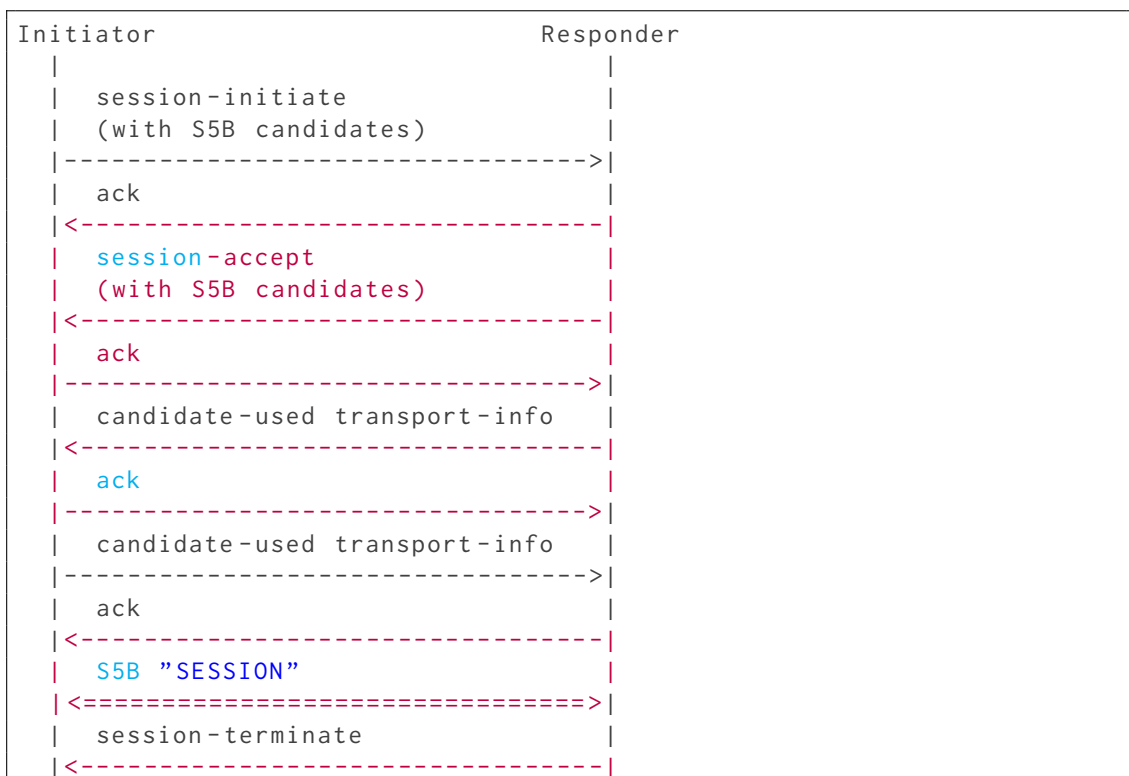 Initiator                        Responder
  |                                  |
  |  session-initiate                |
  |  (with S5B candidates)           |
  |--------------------------------->|
  |  ack                             |
  |<---------------------------------|
  |  session-accept                  |
  |  (with S5B candidates)           |
  |<---------------------------------|
  |  ack                             |
  |--------------------------------->|
  |  candidate-used transport-info   |
  |<---------------------------------|
  |  ack                             |
  |--------------------------------->|
  |  candidate-used transport-info   |
  |--------------------------------->|
  |  ack                             |
  |<---------------------------------|
  |  S5B ”SESSION”                   |
  |<================================>|
  |  session-terminate               |
  |<---------------------------------|